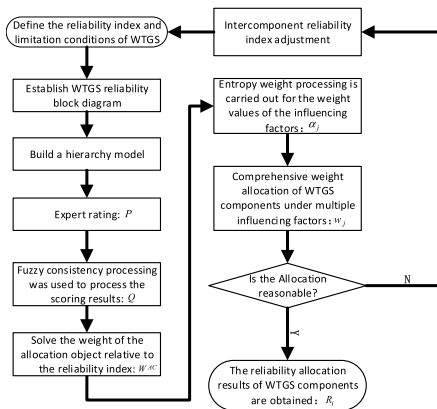 Define the reliability index and
limitation conditions of WTGS
Establish WTGS reliability
block diagram
Build a hierarchy model
Expert rating: P
Fuzzy consistency processing
was used to process the
scoring results: Q
Solve the weight of the
allocation object relative to
the reliability index: W^AC
Intercomponent reliability
index adjustment
Entropy weight processing is
carried out for the weight
values of the influencing
factors: α_j
Comprehensive weight
allocation of WTGS
components under multiple
influencing factors: w_j
Is the Allocation
reasonable?
N
Y
The reliability allocation
results of WTGS components
are obtained: R_i